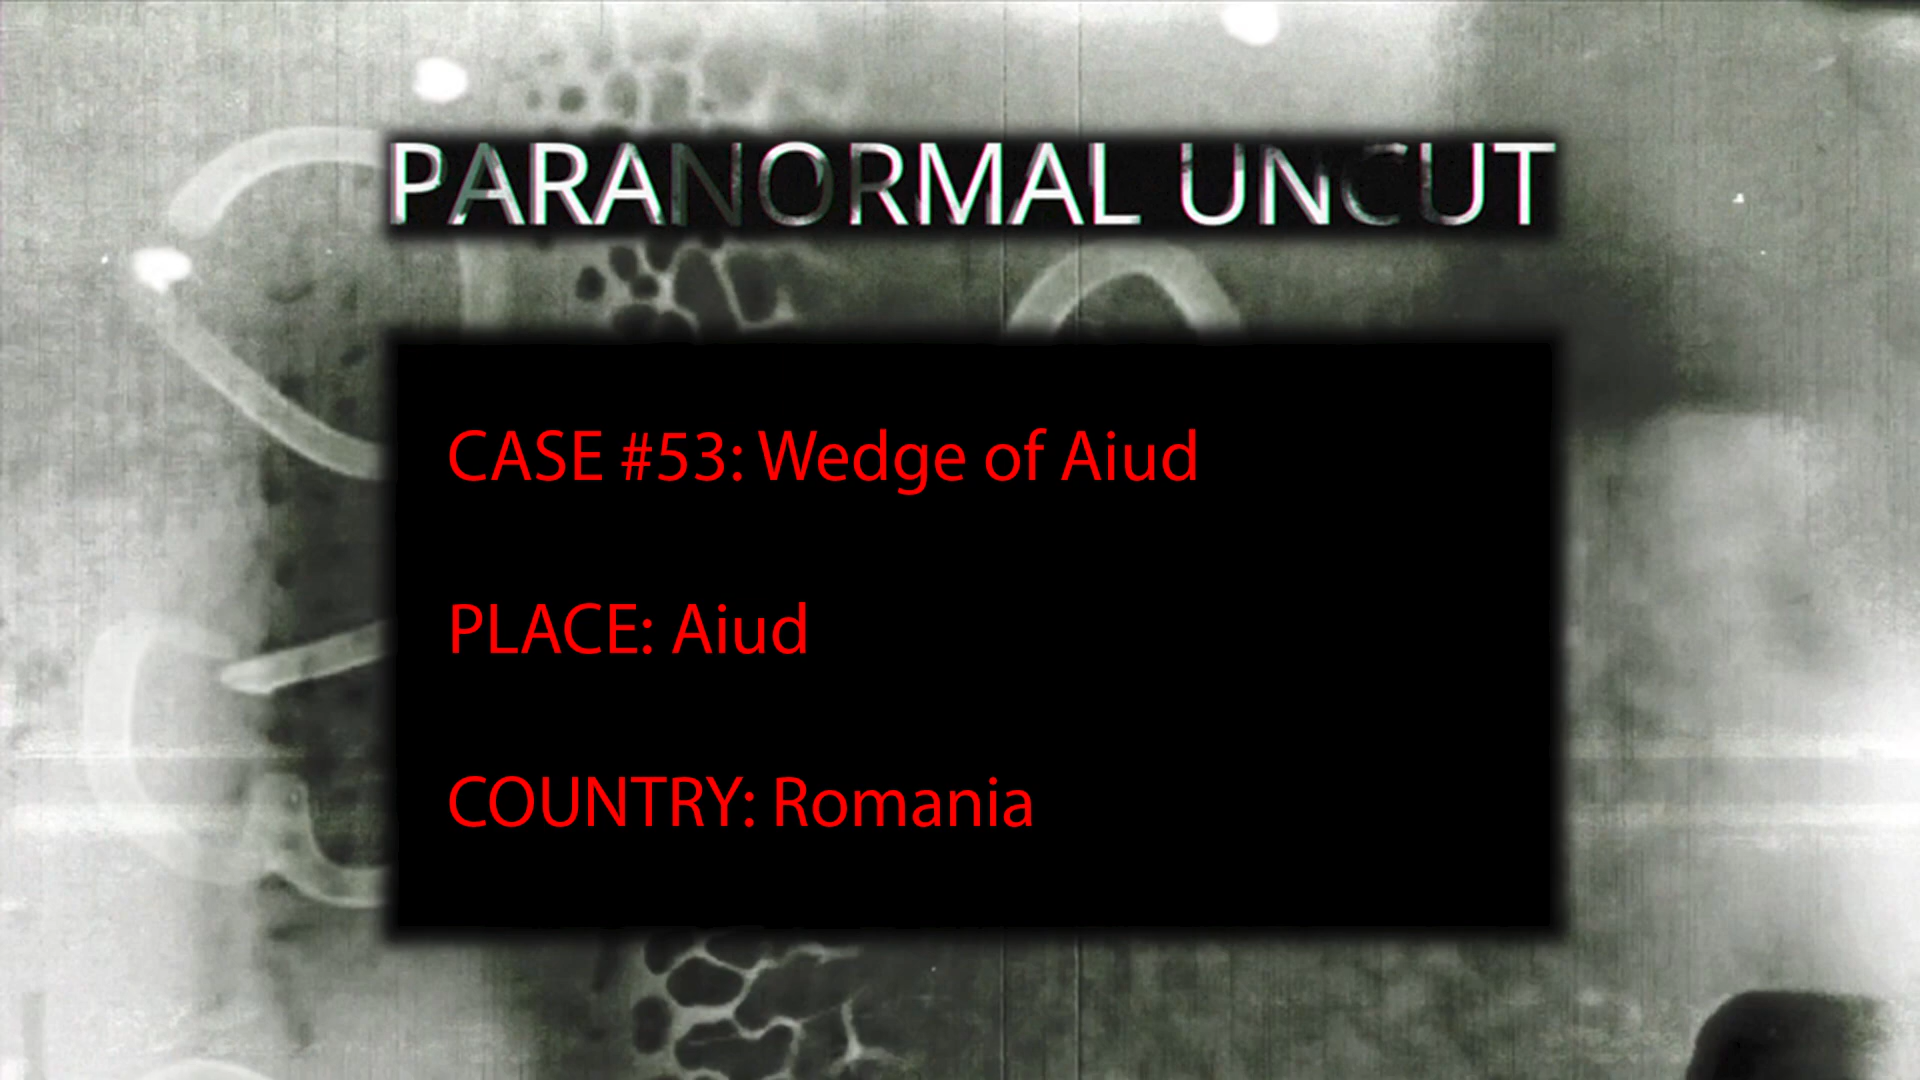 PARANORMAL UNCUT
CASE #53: Wedge of Aiud
PLACE: Aiud
COUNTRY: Romania